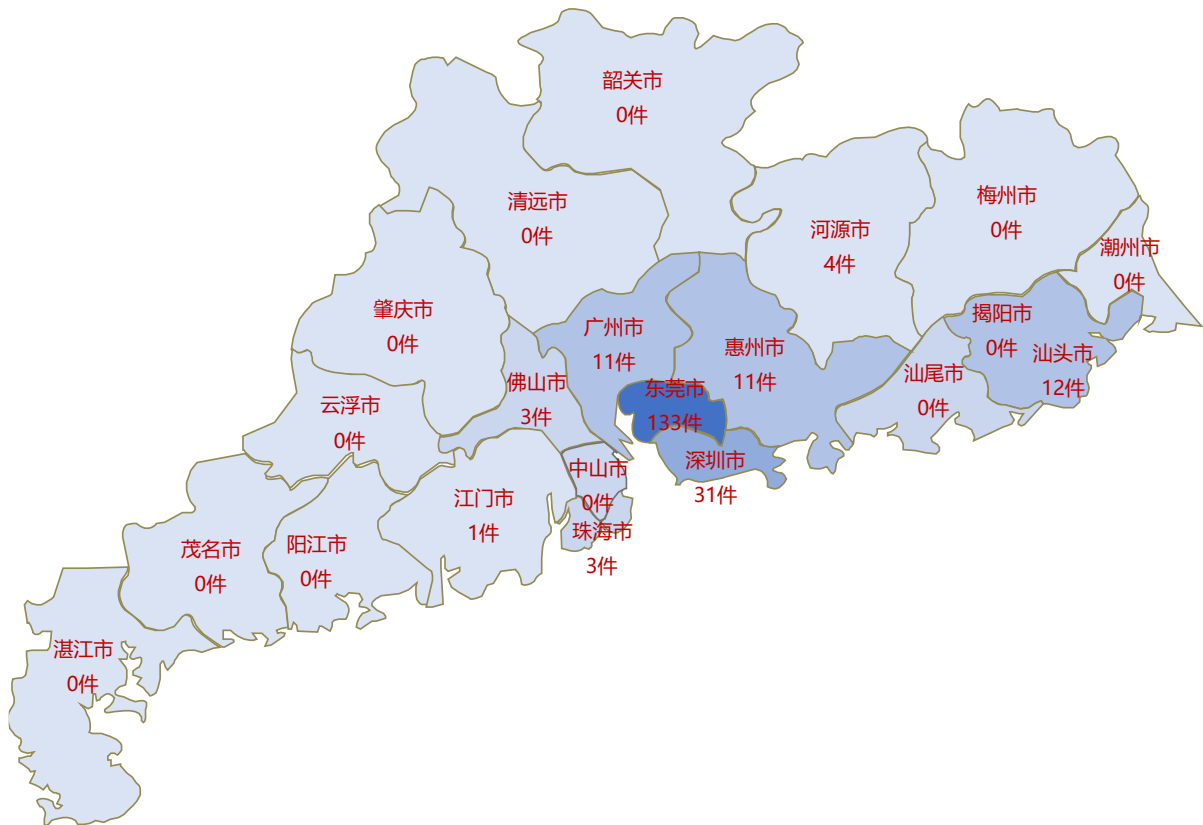 韶关市
0件
清远市
0件
梅州市
0件
河源市
4件
潮州市
0件
肇庆市
0件
广州市
11件
惠州市
11件
揭阳市
0件
汕头市
12件
汕尾市
0件
佛山市
3件
东莞市
133件
云浮市
0件
深圳市
31件
中山市
0件
江门市
1件
珠海市
3件
茂名市
0件
阳江市
0件
湛江市
0件